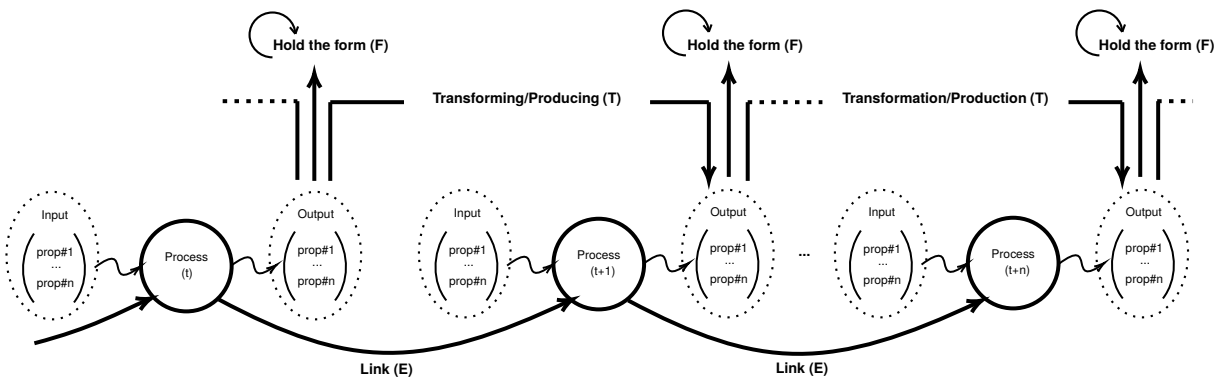 Hold the form (F)
Hold the form (F)
Hold the form (F)
Transforming/Producing (T)
Transformation/Production (T)
Input
prop#1
...
prop#n
Process
(t)
Output
prop#1
...
prop#n
Input
prop#1
...
prop#n
Process
(t+1)
Output
prop#1
...
prop#n
...
Input
prop#1
...
prop#n
Process
(t+n)
Output
prop#1
...
prop#n
Link (E)
Link (E)